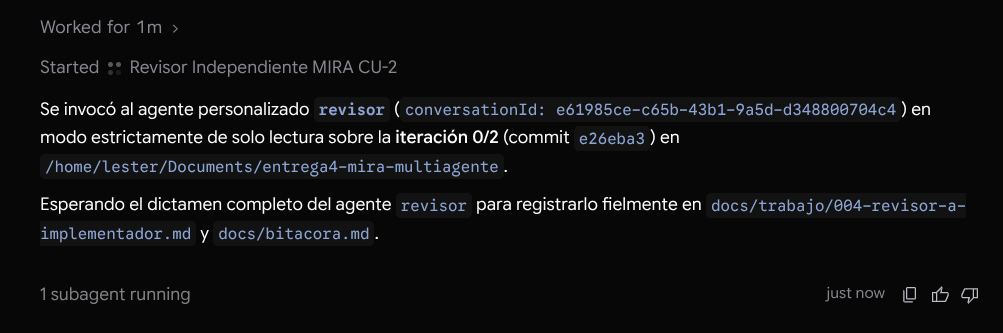 Worked for 1m >
Started Revisor Independiente MIRA CU-2
Se invocó al agente personalizado revisor ( conversationId: e61985ce-c65b-43b1-9a5d-d348800704c4 ) en
modo estrictamente de solo lectura sobre la iteración 0/2 (commit e26eba3 ) en
/home/lester/Documents/entrega4-mira-multiagente .
Esperando el dictamen completo del agente revisor para registrarlo fielmente en docs/trabajo/004-revisor-a-
implementador.md y docs/bitacora.md .
1 subagent running
just now